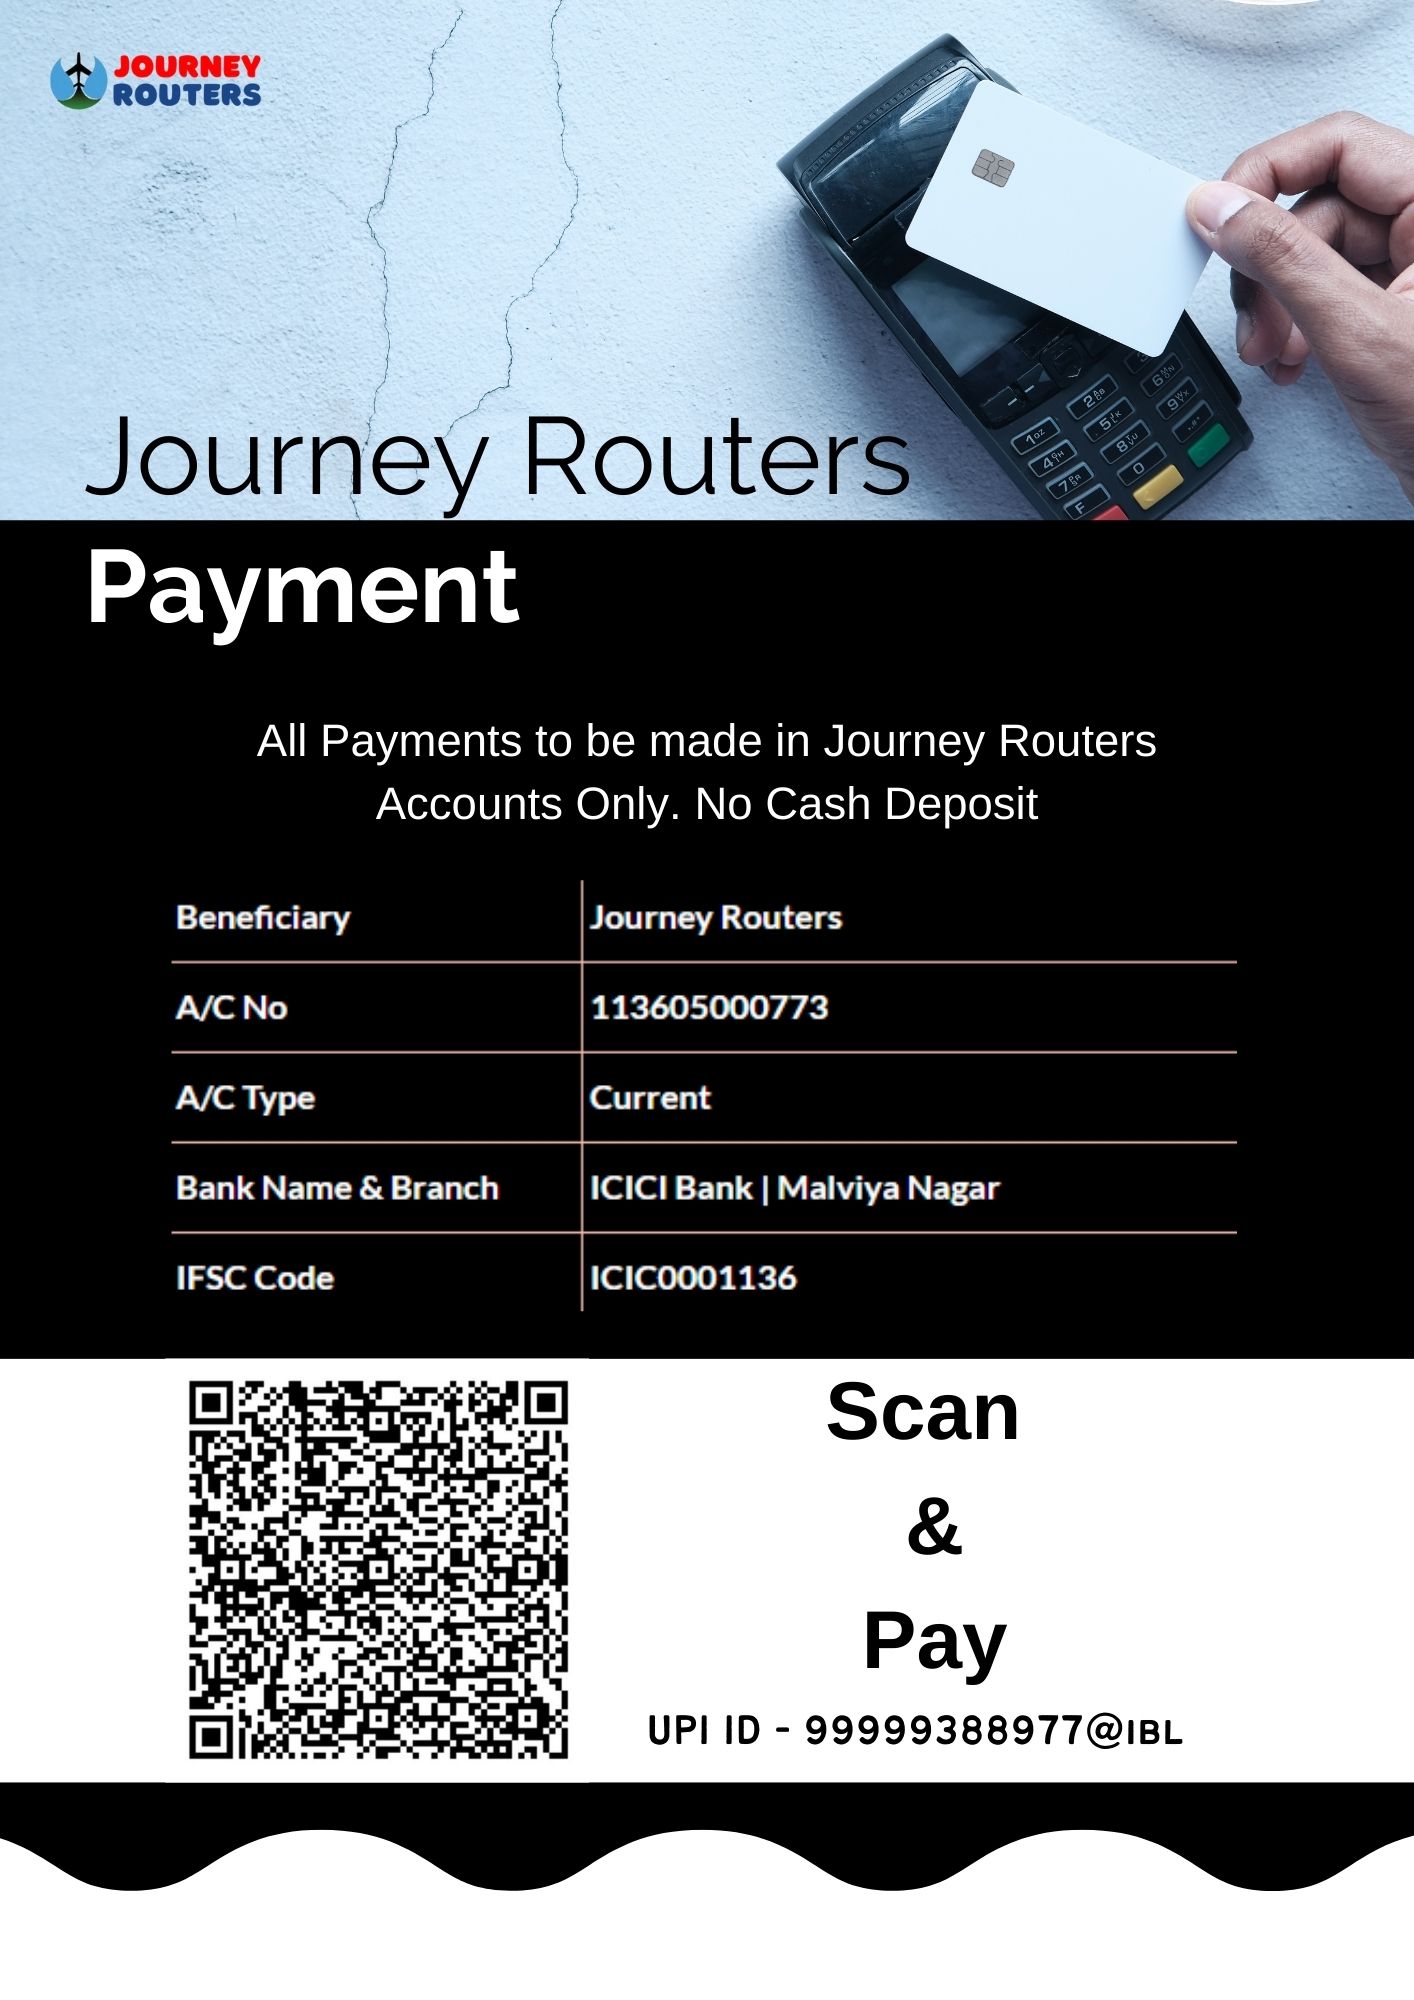 JOURNEY
ROUTERS
Journey Routers
Payment
All Payments to be made in Journey Routers
Accounts Only. No Cash Deposit
Beneficiary Journey Routers
A/C No 113605000773
A/C Type Current
Bank Name & Branch ICICI Bank | Malviya Nagar
IFSC Code ICIC0001136
Scan
&
Pay
UPI ID - 99999388977@IBL